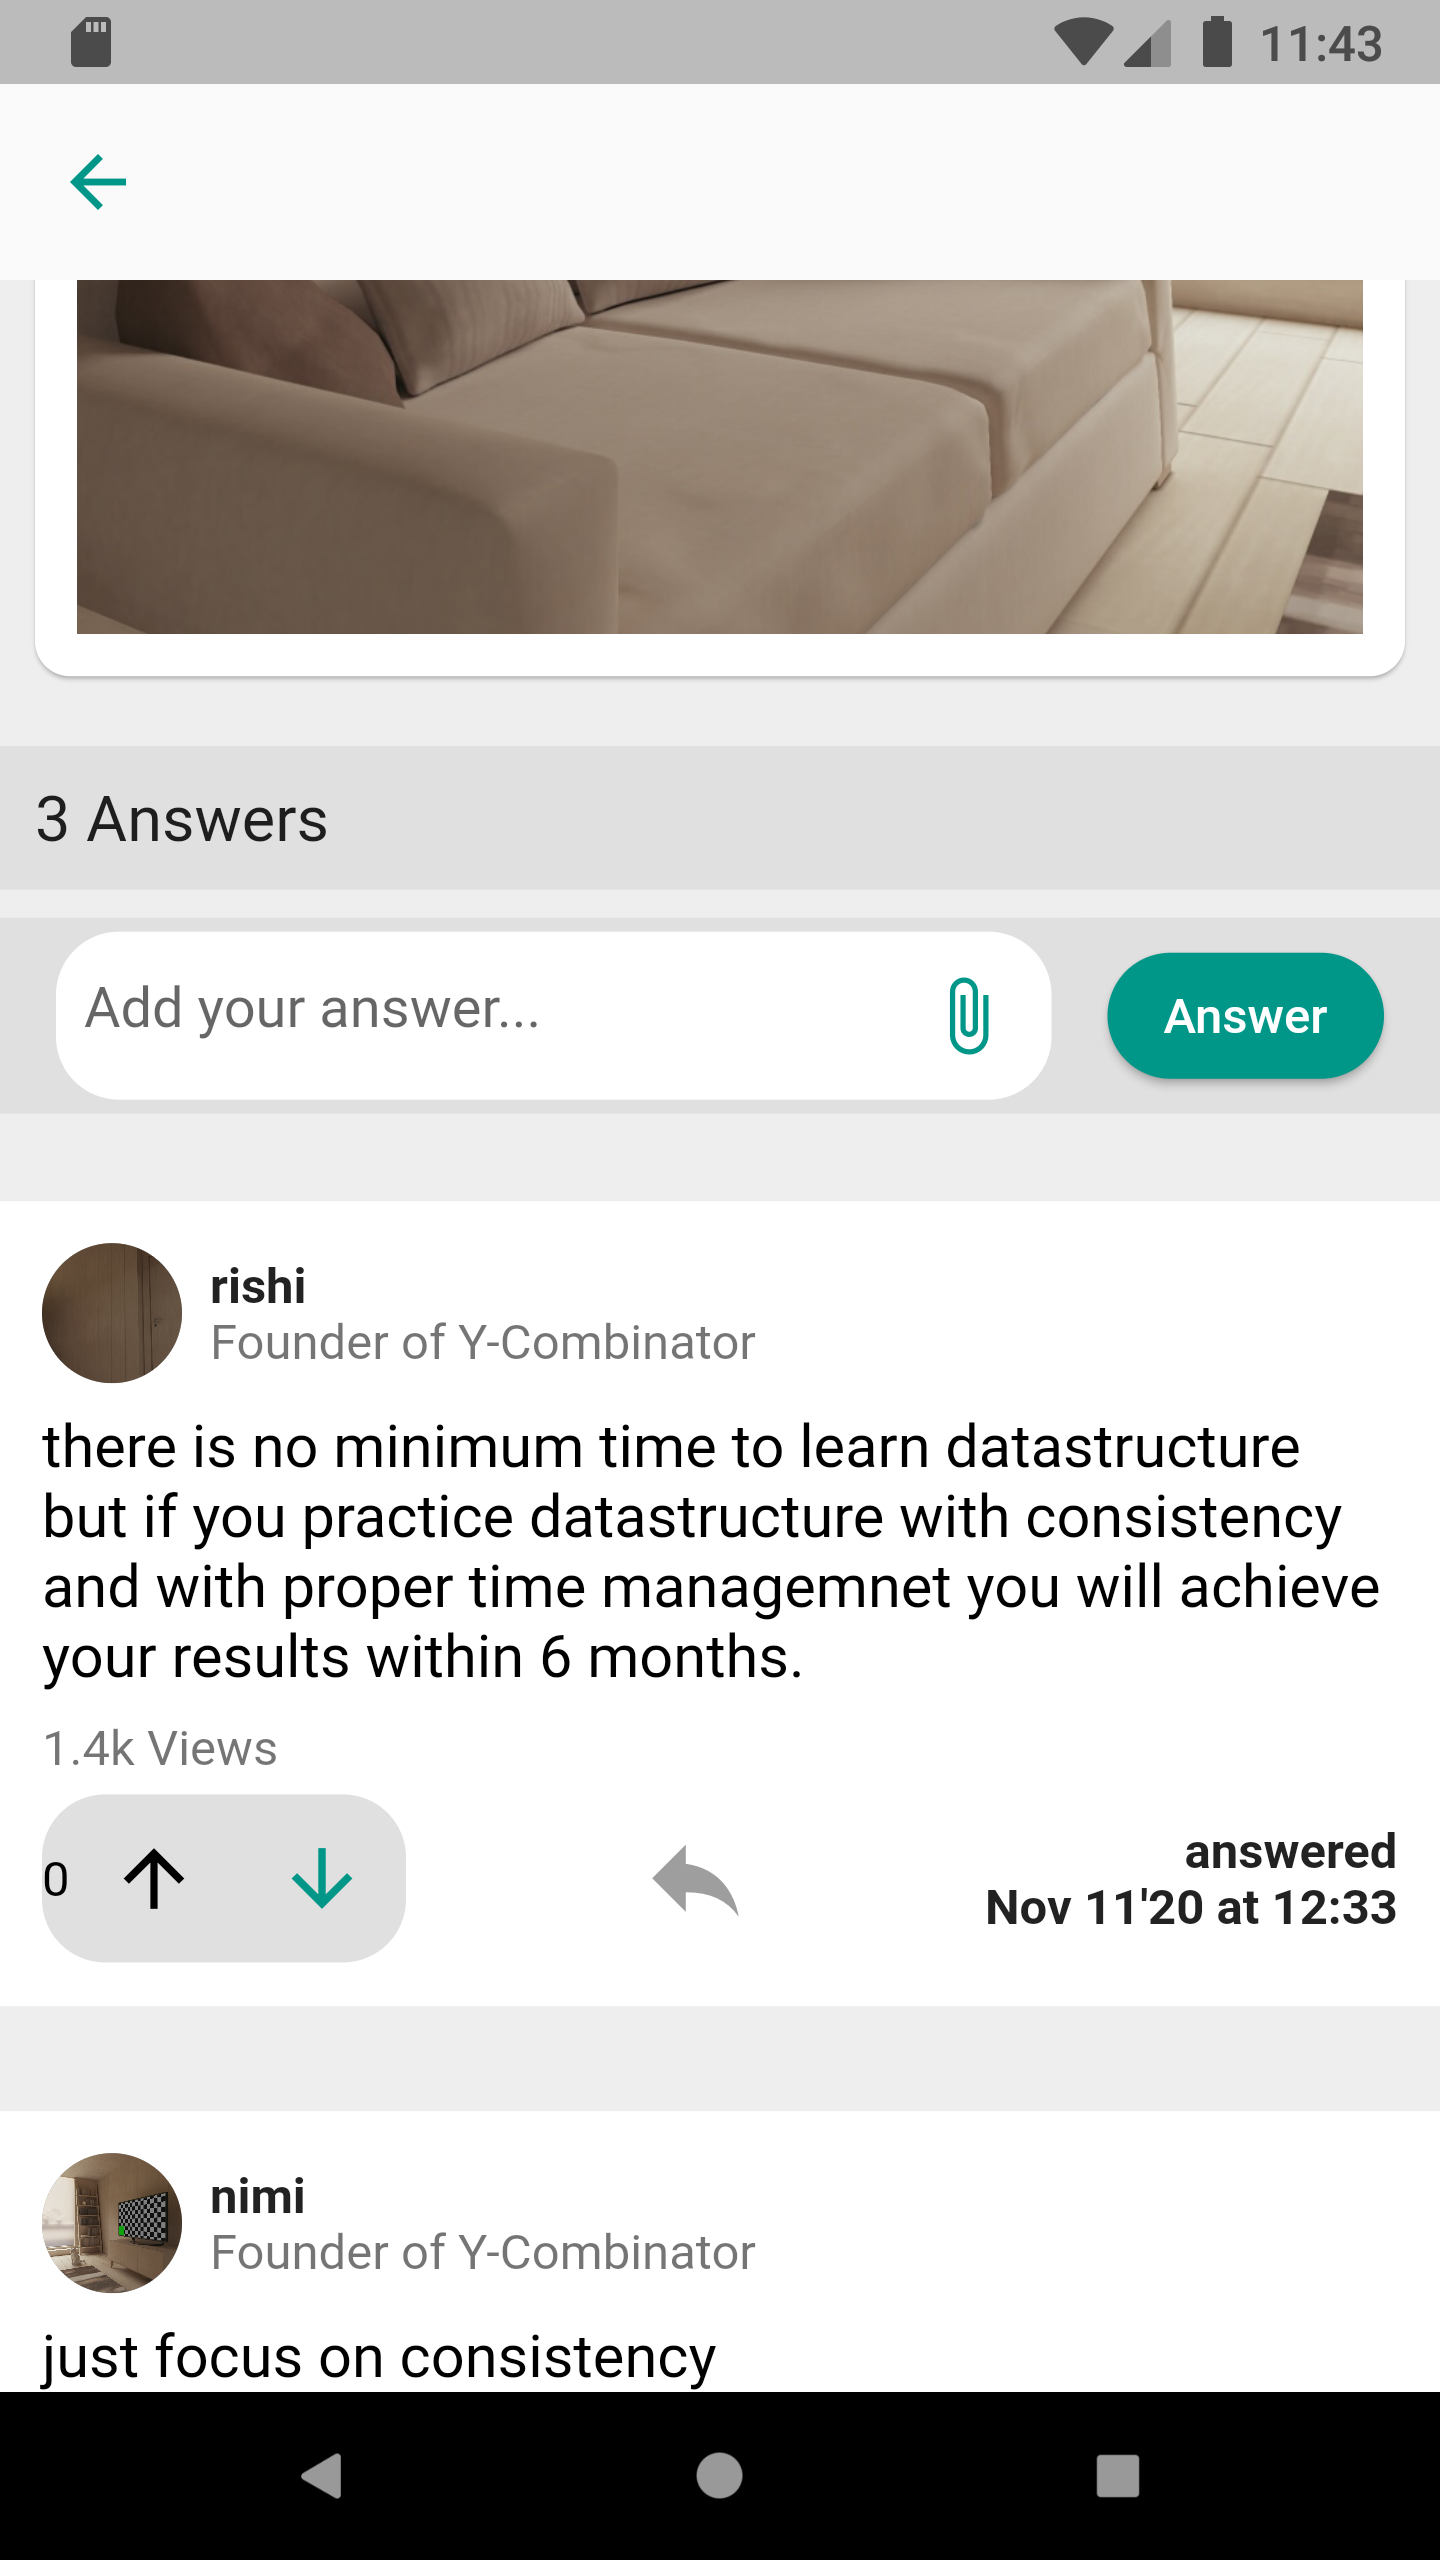 11:43
3 Answers
Add your answer...
Answer
rishi
Founder of Y-Combinator
there is no minimum time to learn datastructure
but if you practice datastructure with consistency
and with proper time managemnet you will achieve
your results within 6 months.
1.4k Views
0
answered
Nov 11'20 at 12:33
nimi
Founder of Y-Combinator
just focus on consistency